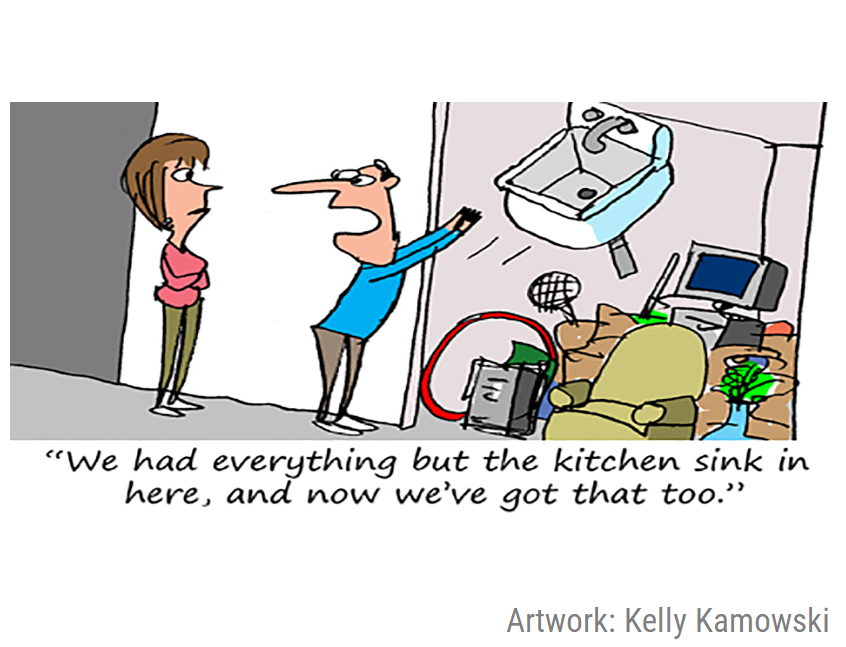 “We had everything but the kitchen sink in
here, and now we’ve got that too.”
Artwork: Kelly Kamowski